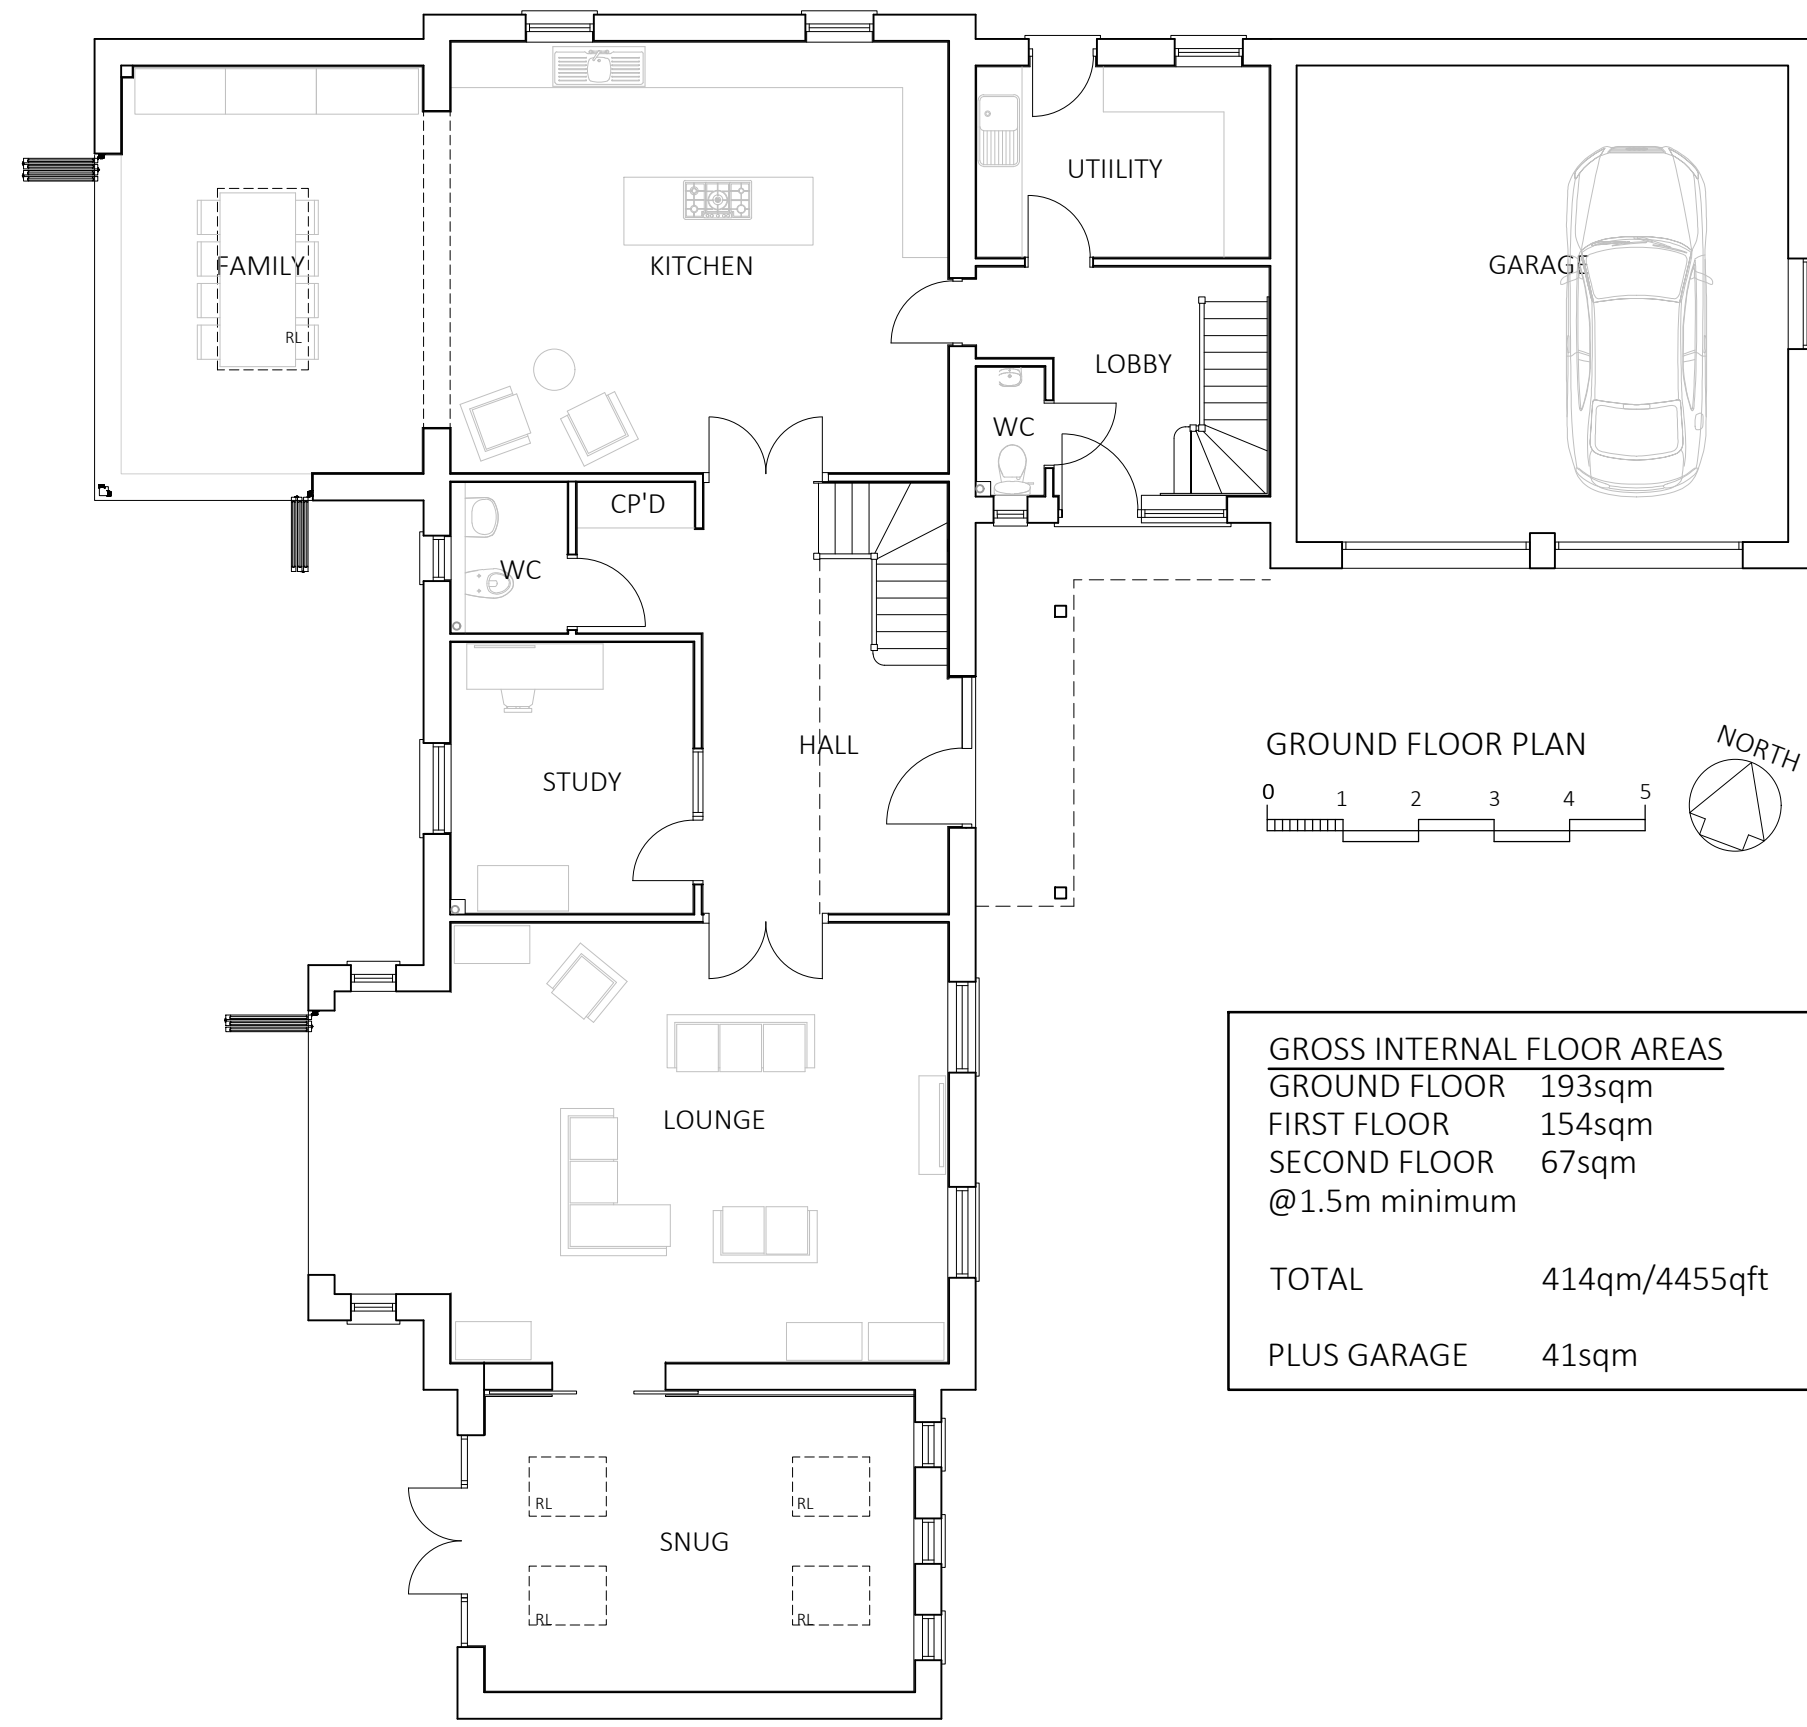 FAMILY
RL
KITCHEN
UTIILITY
GARAGE
LOBBY
WC
CP'D
WC
HALL
STUDY
GROUND FLOOR PLAN
NORTH
0 1 2 3 4 5
LOUNGE
GROSS INTERNAL FLOOR AREAS
GROUND FLOOR 193sqm
FIRST FLOOR 154sqm
SECOND FLOOR 67sqm
@1.5m minimum
TOTAL 414qm/4455qft
PLUS GARAGE 41sqm
RL RL
SNUG
RL RL